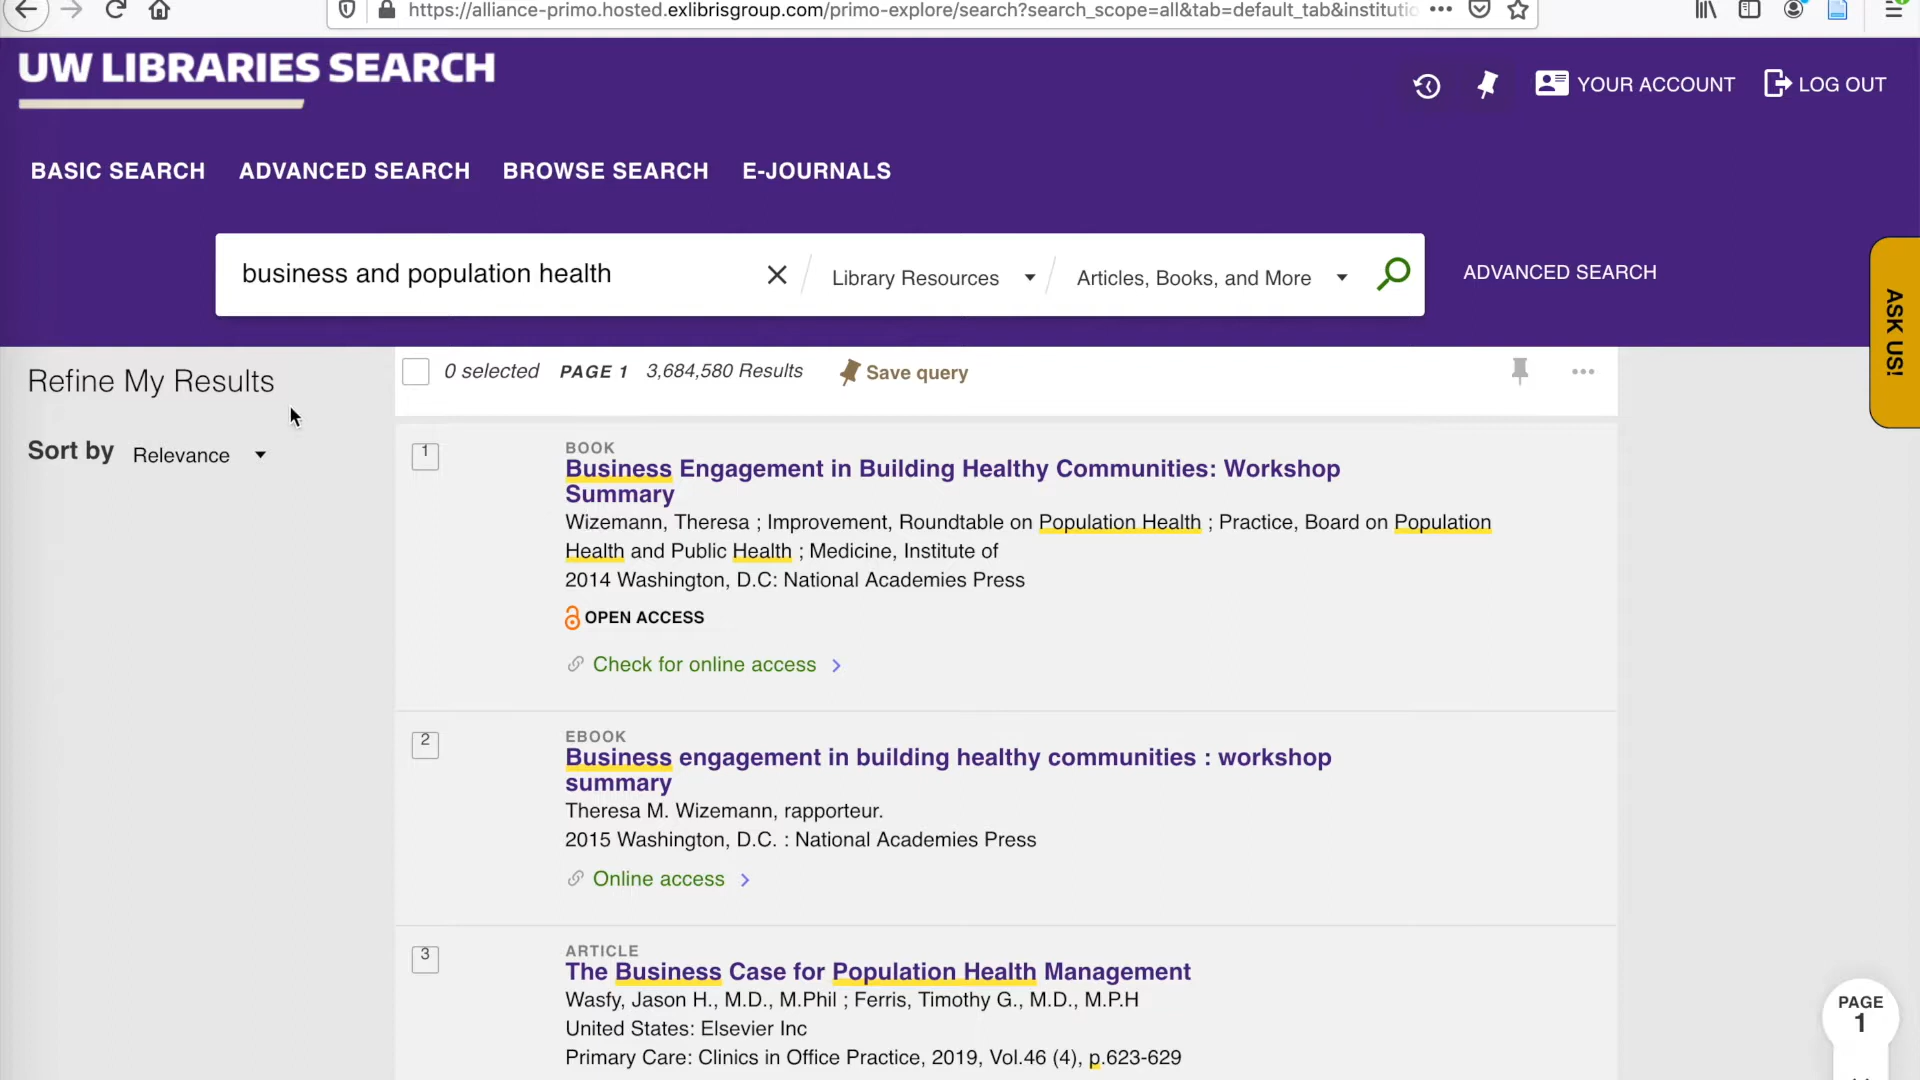 https://alliance-primo.hosted.exlibrisgroup.com/primo-explore/search?search_scope=all&tab=default_tab&institutio
UW LIBRARIES SEARCH
YOUR ACCOUNT
LOG OUT
BASIC SEARCH
ADVANCED SEARCH
BROWSE SEARCH
E-JOURNALS
business and population health
Library Resources
Articles, Books, and More
ADVANCED SEARCH
ASK US!
Refine My Results
Sort by Relevance
0 selected PAGE 1 3,684,580 Results
Save query
1
BOOK
Business Engagement in Building Healthy Communities: Workshop
Summary
Wizemann, Theresa ; Improvement, Roundtable on Population Health ; Practice, Board on Population
Health and Public Health ; Medicine, Institute of
2014 Washington, D.C: National Academies Press
OPEN ACCESS
Check for online access
2
EBOOK
Business engagement in building healthy communities : workshop
summary
Theresa M. Wizemann, rapporteur.
2015 Washington, D.C. : National Academies Press
Online access
3
ARTICLE
The Business Case for Population Health Management
Wasfy, Jason H., M.D., M.Phil ; Ferris, Timothy G., M.D., M.P.H
United States: Elsevier Inc
Primary Care: Clinics in Office Practice, 2019, Vol.46 (4), p.623-629
PAGE
1